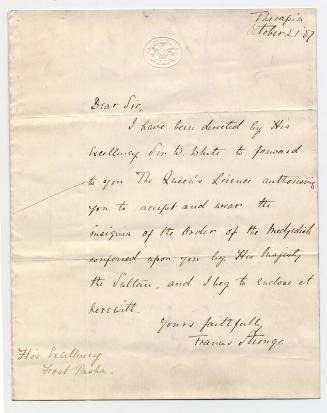 Therapia
October 21 '87
Dear Sir,
I have been directed by His
Excellency Sir W. White to forward
to you The Queen's Licence authorising
you to accept and wear the
insignia of the Order of the Medjidieh
conferred upon you by His Majesty
the Sultan, and I beg to enclose it
herewith.
Yours faithfully
Francis Stronge.
His Excellency
Frost Pasha.